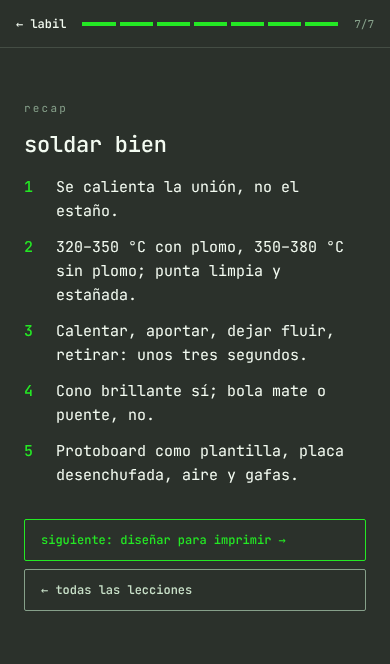 ← labil
7/7
recap
soldar bien
1 Se calienta la unión, no el
estaño.
2 320–350 °C con plomo, 350–380 °C
sin plomo; punta limpia y
estañada.
3 Calentar, aportar, dejar fluir,
retirar: unos tres segundos.
4 Cono brillante sí; bola mate o
puente, no.
5 Protoboard como plantilla, placa
desenchufada, aire y gafas.
siguiente: diseñar para imprimir →
← todas las lecciones